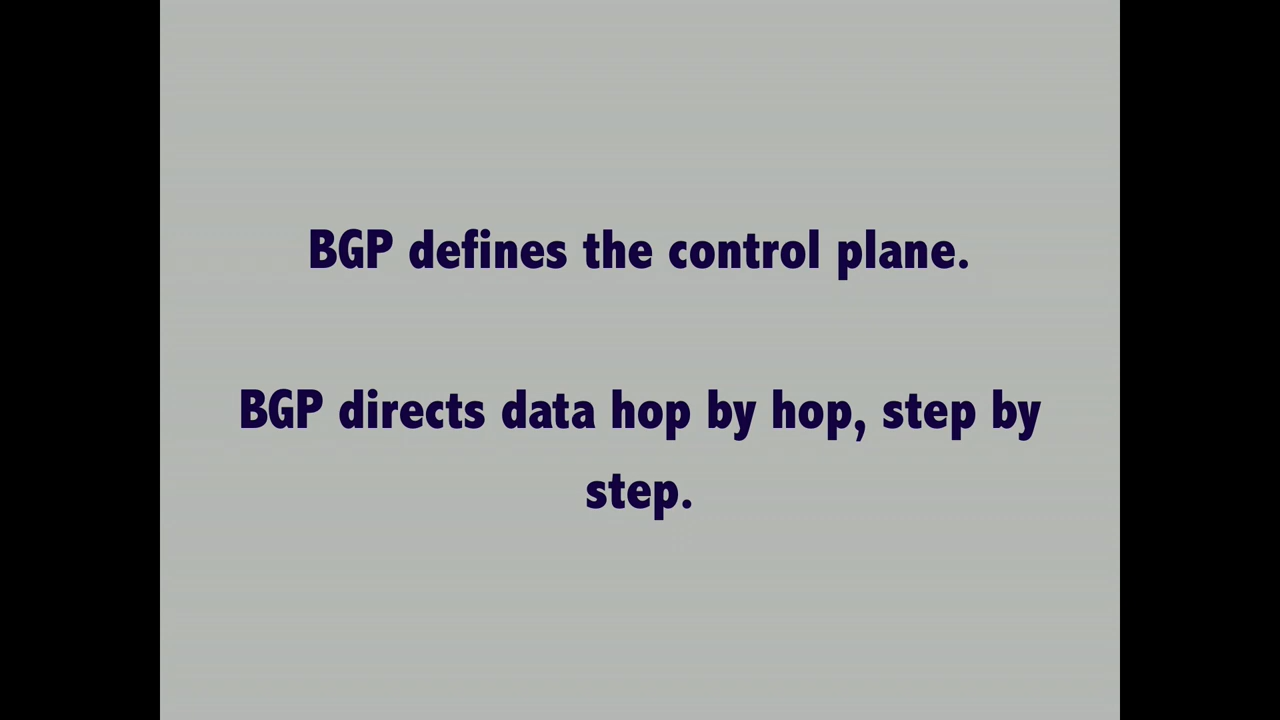 BGP defines the control plane.
BGP directs data hop by hop, step by
step.